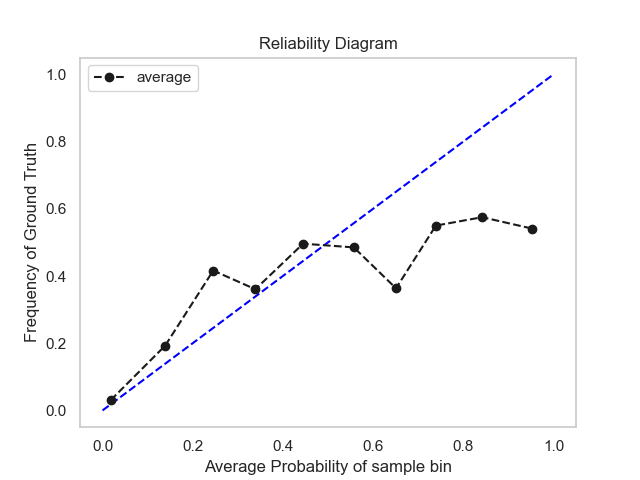 Reliability Diagram
average
Frequency of Ground Truth
1.0
0.8
0.6
0.4
0.2
0.0
0.0 0.2 0.4 0.6 0.8 1.0
Average Probability of sample bin